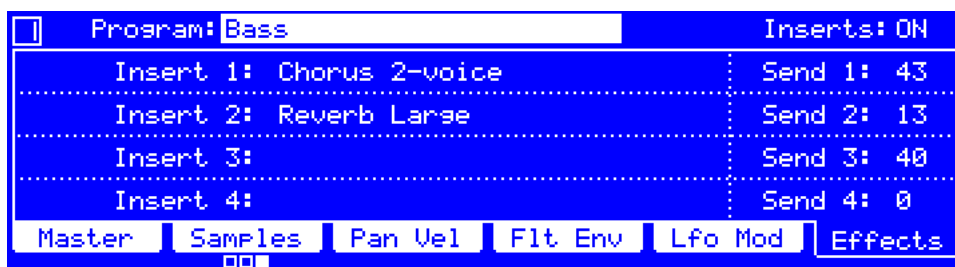 Program: Bass Inserts: ON
Insert 1: Chorus 2-voice Send 1: 43
Insert 2: Reverb Large Send 2: 13
Insert 3: Send 3: 40
Insert 4: Send 4: 0
Master Samples Pan Vel Flt Env Lfo Mod Effects